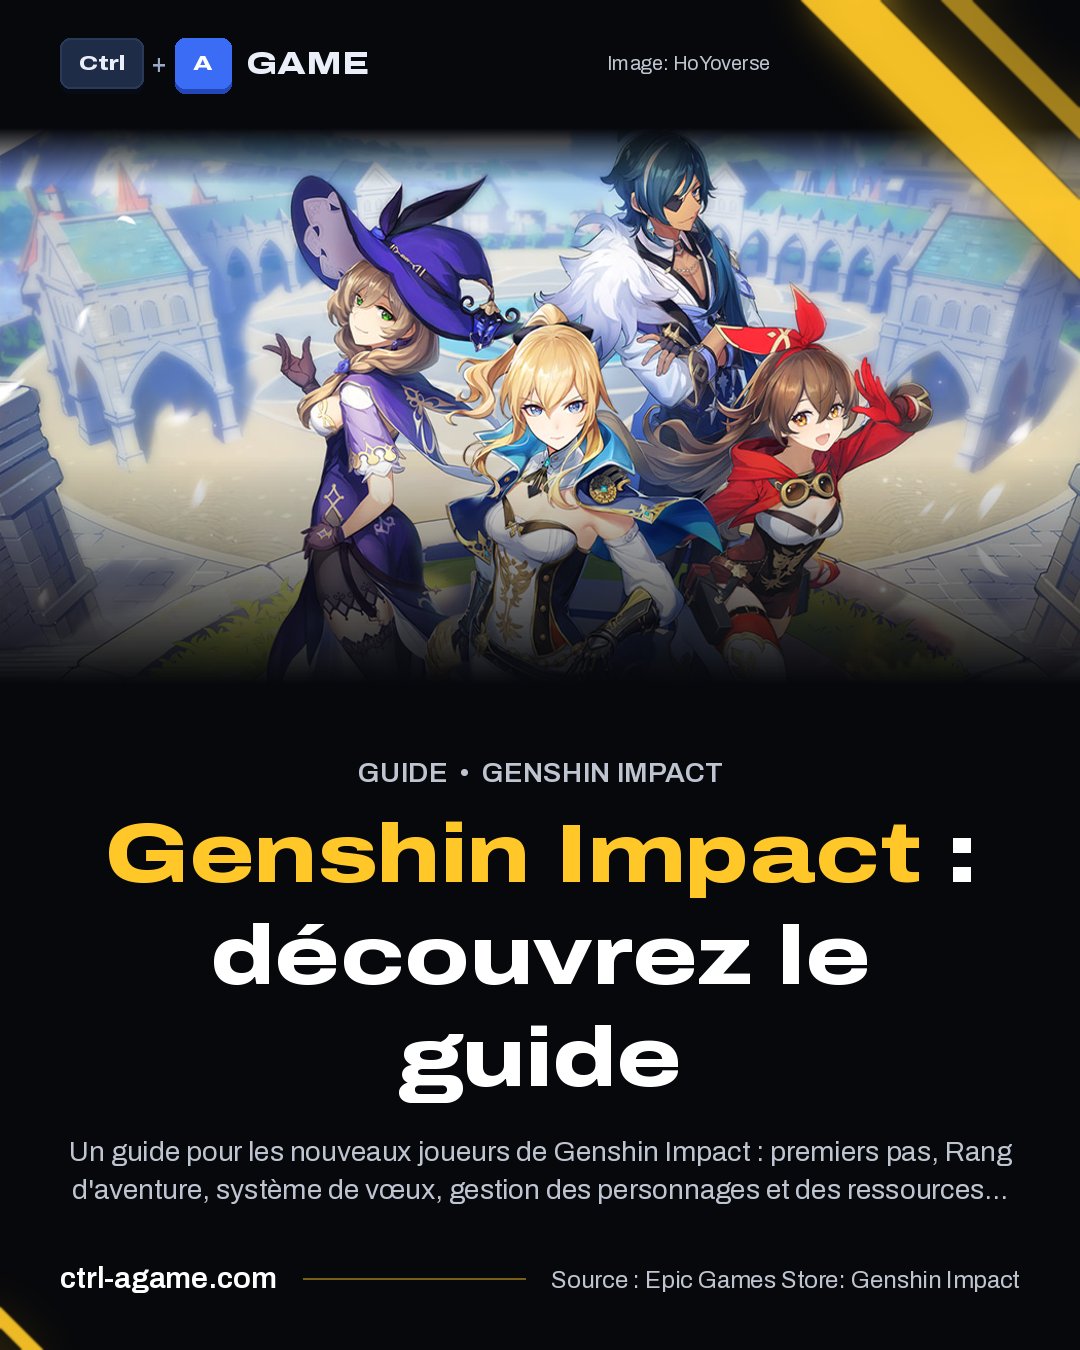 Ctrl + A GAME
Image: HoYoverse
GUIDE • GENSHIN IMPACT
Genshin Impact :
découvrez le
guide
Un guide pour les nouveaux joueurs de Genshin Impact : premiers pas, Rang
d'aventure, système de vœux, gestion des personnages et des ressources...
ctrl-agame.com
Source : Epic Games Store: Genshin Impact